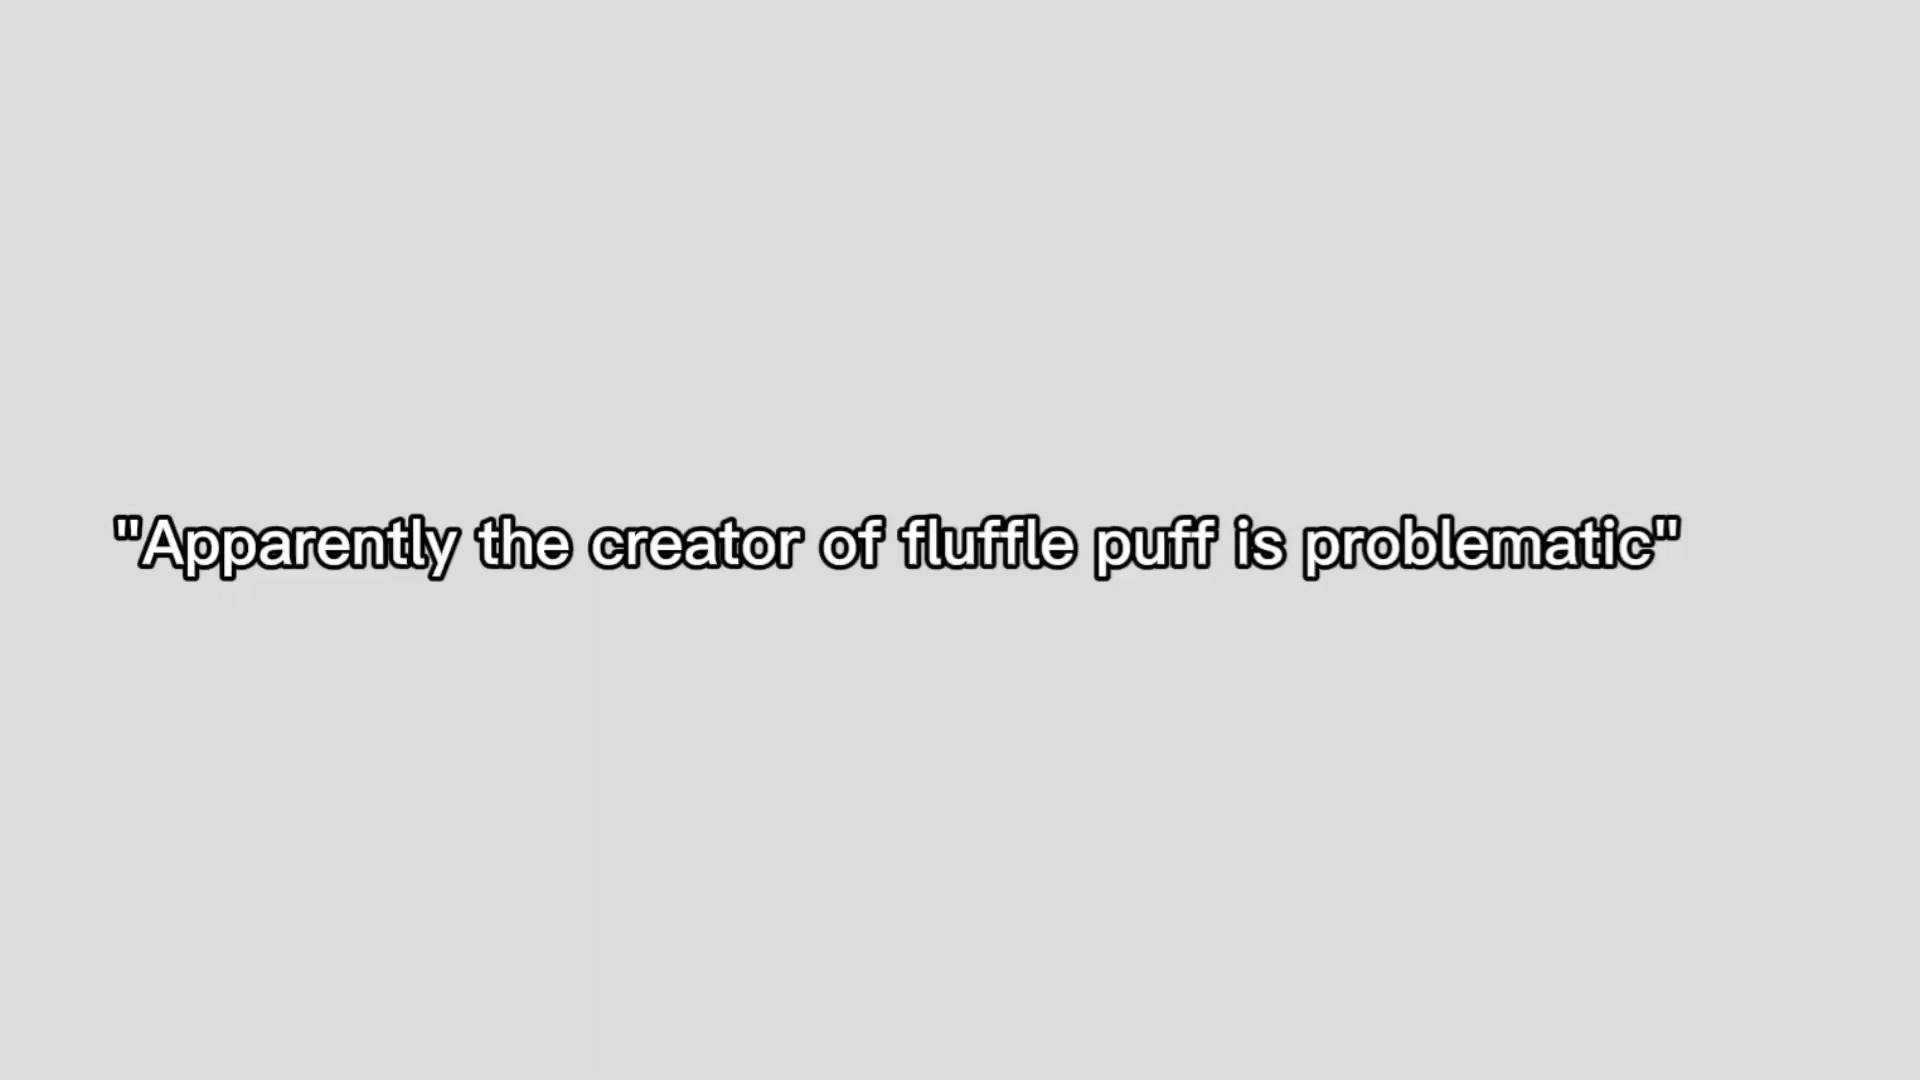 "Apparently the creator of fluffle puff is problematic"